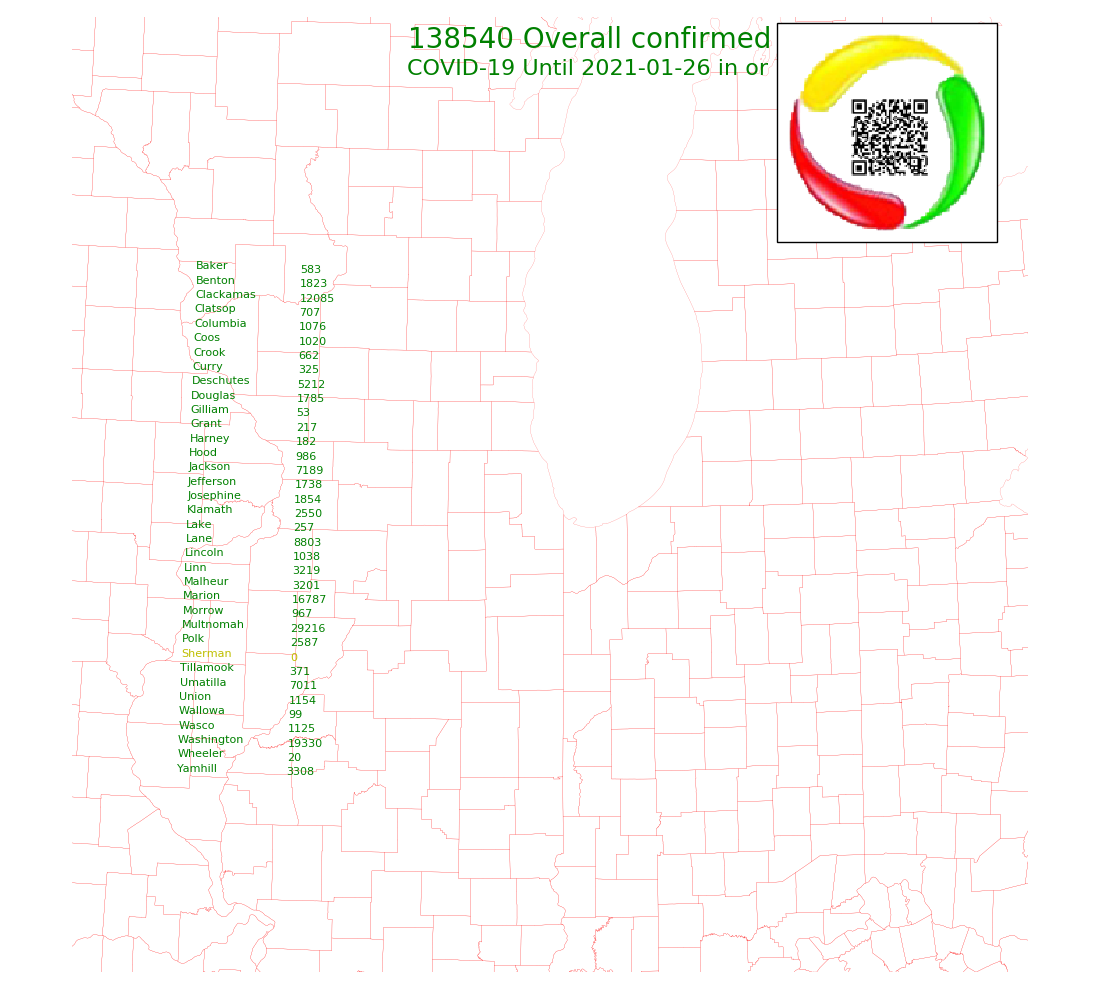 138540 Overall confirmed
COVID-19 Until 2021-01-26 in or
Baker 583
Benton 1823
Clackamas 12085
Clatsop 707
Columbia 1076
Coos 1020
Crook 662
Curry 325
Deschutes 5212
Douglas 1785
Gilliam 53
Grant 217
Harney 182
Hood 986
Jackson 7189
Jefferson 1738
Josephine 1854
Klamath 2550
Lake 257
Lane 8803
Lincoln 1038
Linn 3219
Malheur 3201
Marion 16787
Morrow 967
Multnomah 29216
Polk 2587
Sherman 0
Tillamook 371
Umatilla 7011
Union 1154
Wallowa 99
Wasco 1125
Washington 19330
Wheeler 20
Yamhill 3308